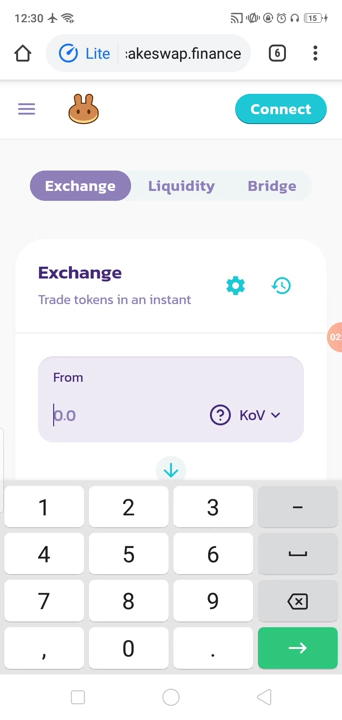 12:30
15
Lite
:akeswap.finance
6
Connect
Exchange
Liquidity
Bridge
Exchange
Trade tokens in an instant
02
From
0.0
? KoV
1 2 3 -
4 5 6
7 8 9
, 0 .